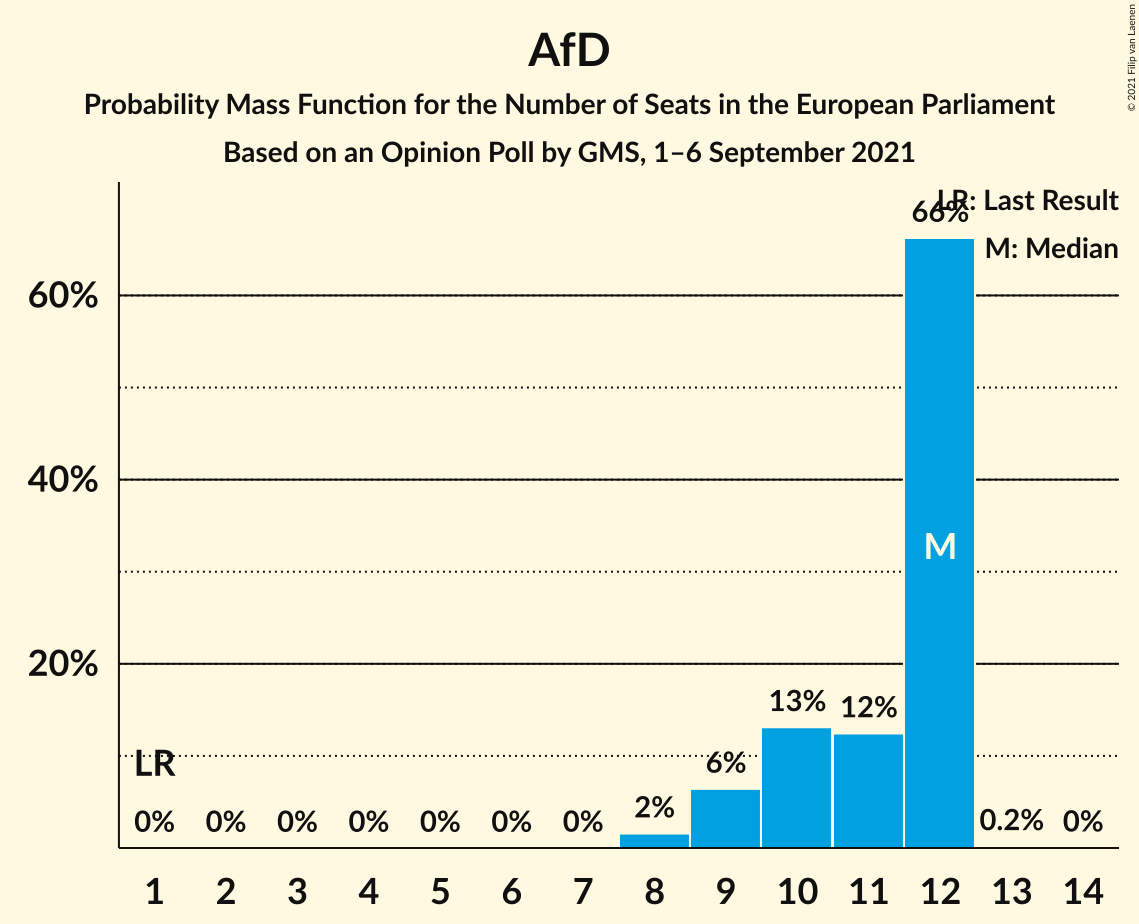 AfD
Probability Mass Function for the Number of Seats in the European Parliament
Based on an Opinion Poll by GMS, 1–6 September 2021
© 2021 Filip van Laenen
LR: Last Result
M: Median
66%
60%
40%
20%
M
13%
12%
6%
2%
LR
0% 0% 0% 0% 0% 0% 0% 0.2% 0%
1 2 3 4 5 6 7 8 9 10 11 12 13 14